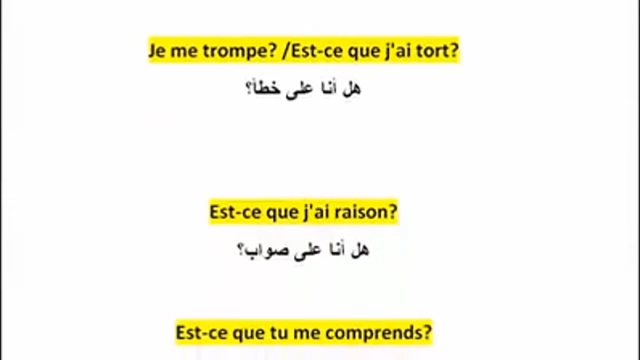 Je me trompe? /Est-ce que j'ai tort?
هل أنا على خطأ؟
Est-ce que j'ai raison?
هل أنا على صواب؟
Est-ce que tu me comprends?